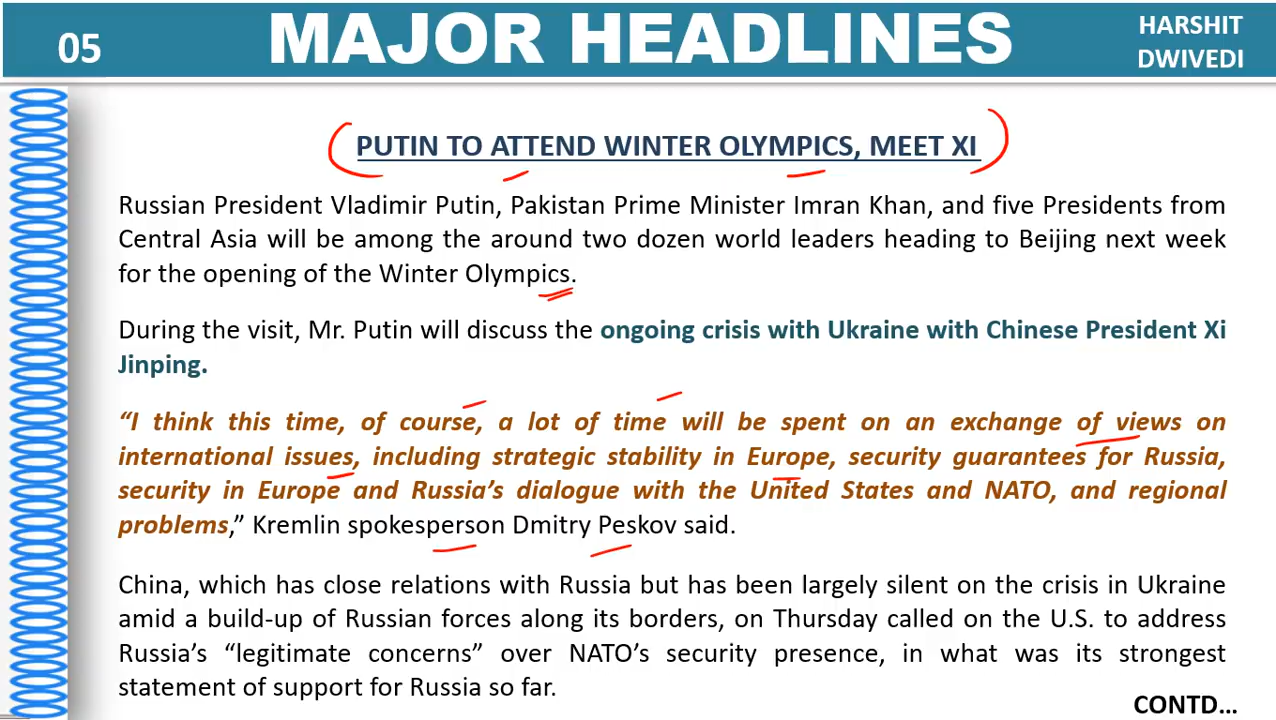 05
MAJOR HEADLINES
HARSHIT
DWIVEDI
PUTIN TO ATTEND WINTER OLYMPICS, MEET XI
Russian President Vladimir Putin, Pakistan Prime Minister Imran Khan, and five Presidents from
Central Asia will be among the around two dozen world leaders heading to Beijing next week
for the opening of the Winter Olympics.
During the visit, Mr. Putin will discuss the ongoing crisis with Ukraine with Chinese President Xi
Jinping.
“I think this time, of course, a lot of time will be spent on an exchange of views on
international issues, including strategic stability in Europe, security guarantees for Russia,
security in Europe and Russia’s dialogue with the United States and NATO, and regional
problems,” Kremlin spokesperson Dmitry Peskov said.
China, which has close relations with Russia but has been largely silent on the crisis in Ukraine
amid a build-up of Russian forces along its borders, on Thursday called on the U.S. to address
Russia’s “legitimate concerns” over NATO’s security presence, in what was its strongest
statement of support for Russia so far.
CONTD…